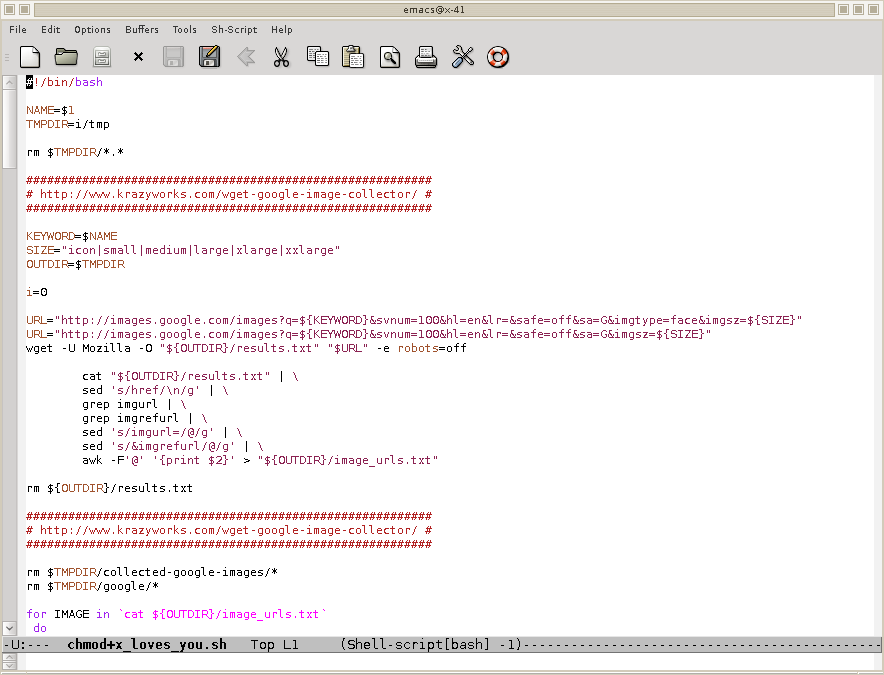 emacs@x-41
File Edit Options Buffers Tools Sh-Script Help
#!/bin/bash
NAME=$1
TMPDIR=i/tmp
rm $TMPDIR/*.*
##########################################################
# http://www.krazyworks.com/wget-google-image-collector/ #
##########################################################
KEYWORD=$NAME
SIZE="icon|small|medium|large|xlarge|xxlarge"
OUTDIR=$TMPDIR
i=0
URL="http://images.google.com/images?q=${KEYWORD}&svnum=100&hl=en&lr=&safe=off&sa=G&imgtype=face&imgsz=${SIZE}"
URL="http://images.google.com/images?q=${KEYWORD}&svnum=100&hl=en&lr=&safe=off&sa=G&imgsz=${SIZE}"
wget -U Mozilla -O "${OUTDIR}/results.txt" "$URL" -e robots=off
cat "${OUTDIR}/results.txt" | \
sed 's/href/\n/g' | \
grep imgurl | \
grep imgrefurl | \
sed 's/imgurl=/@/g' | \
sed 's/&imgrefurl/@/g' | \
awk -F'@' '{print $2}' > "${OUTDIR}/image_urls.txt"
rm ${OUTDIR}/results.txt
##########################################################
# http://www.krazyworks.com/wget-google-image-collector/ #
##########################################################
rm $TMPDIR/collected-google-images/*
rm $TMPDIR/google/*
for IMAGE in `cat ${OUTDIR}/image_urls.txt`
do
-U:--- chmod+x_loves_you.sh Top L1 (Shell-script[bash] -1)---------------------------------------------------